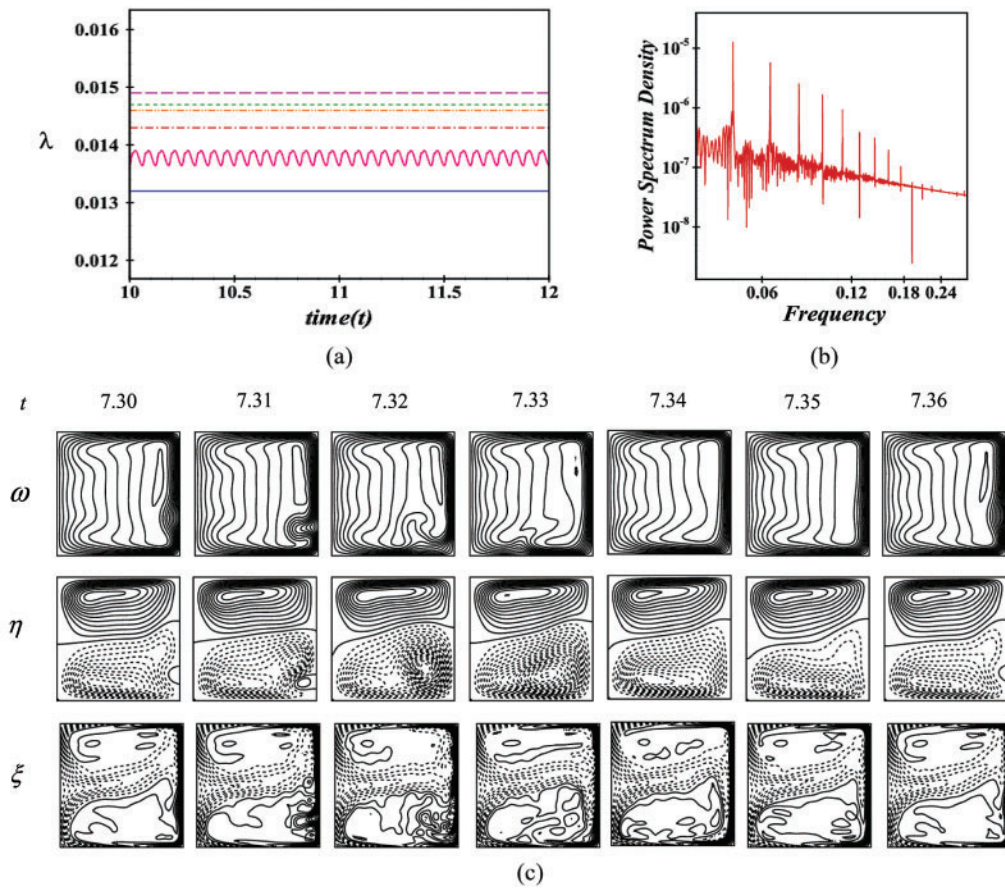 0.016
0.015
0.014
0.013
0.012
λ
10
10.5
11
11.5
12
time(t)
(a)
Power Spectrum Density
10-5
10-6
10-7
10-8
0.06
0.12
0.18
0.24
Frequency
(b)
t 7.30 7.31 7.32 7.33 7.34 7.35 7.36
ω
η
ξ
(c)